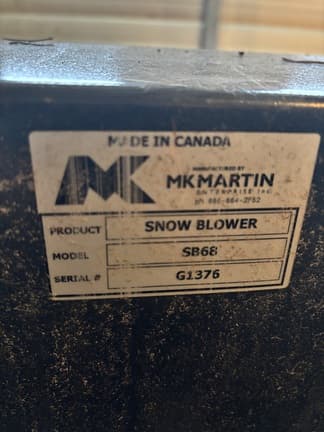 MADE IN CANADA
MK
MANUFACTURED BY
MKMARTIN
ENTERPRISE INC
PRODUCT SNOW BLOWER
MODEL SB68
SERIAL # G1376